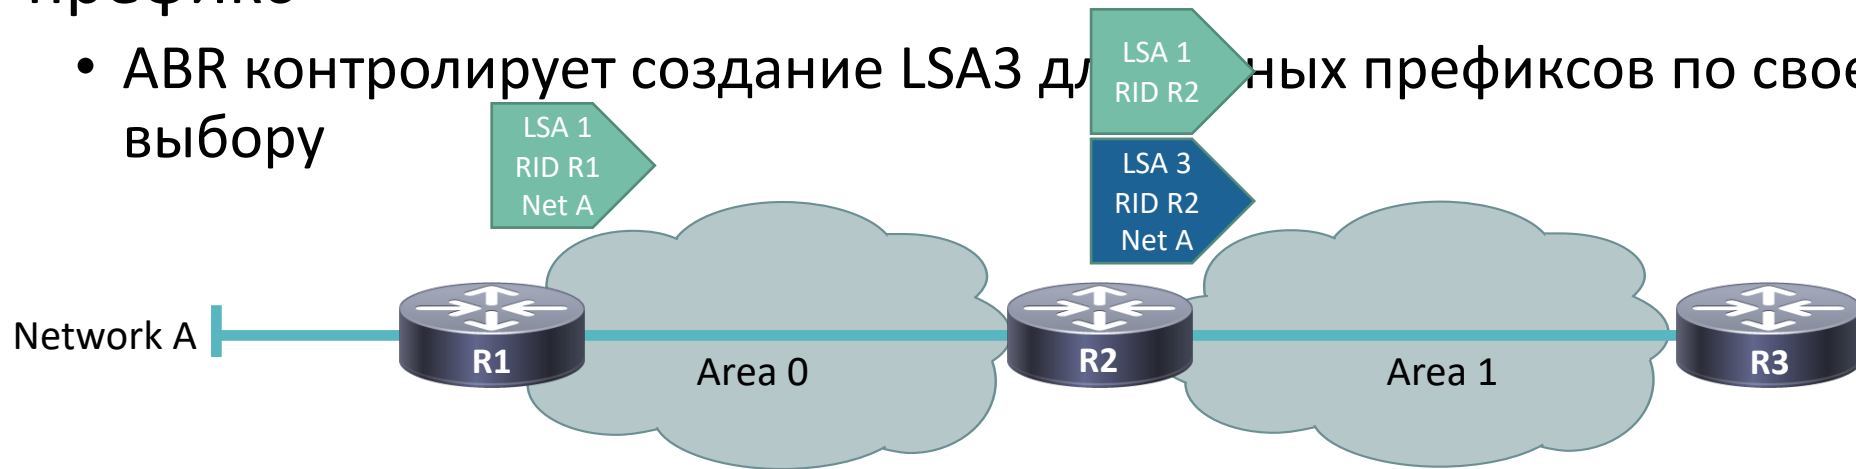 • ABR контролирует создание LSA3 дл ных префиксов по свое
выбору
LSA 1
RID R1
Net A
LSA 1
RID R2
LSA 3
RID R2
Net A
Network A
R1
Area 0
R2
Area 1
R3